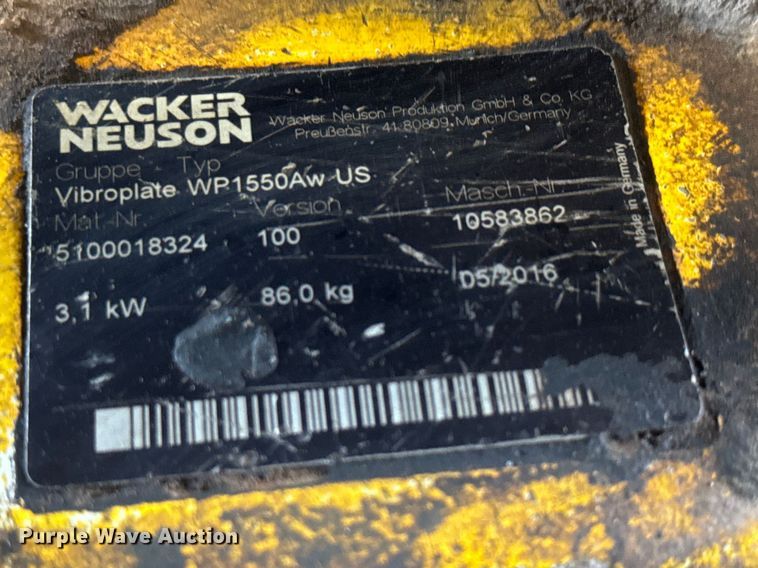 WACKER
NEUSON
Wacker Neuson Produktion GmbH & Co. KG
Preußenstr. 41 80809 Munich/Germany
Gruppe Typ
Vibroplate WP1550Aw US
Mat.-Nr. Version Masch.-Nr.
5100018324 100 10583862
3,1 kW 86,0 kg 05/2016
Made in Germany
Purple Wave Auction